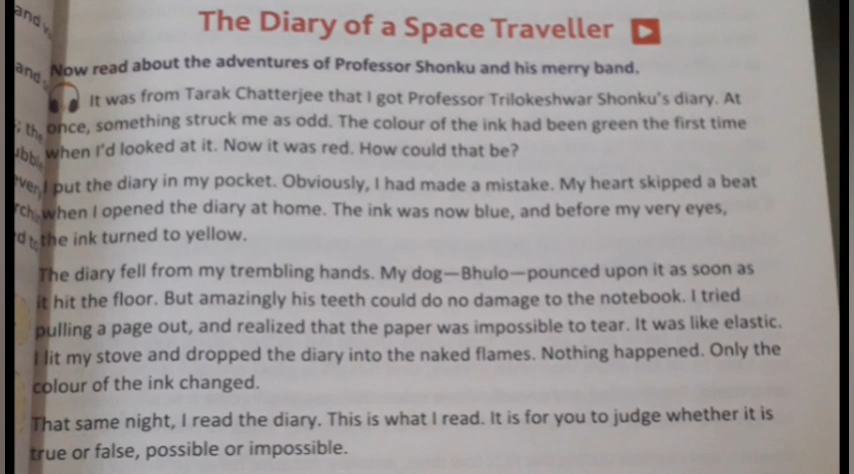 The Diary of a Space Traveller
Now read about the adventures of Professor Shonku and his merry band.
It was from Tarak Chatterjee that I got Professor Trilokeshwar Shonku's diary. At
once, something struck me as odd. The colour of the ink had been green the first time
when I'd looked at it. Now it was red. How could that be?
I put the diary in my pocket. Obviously, I had made a mistake. My heart skipped a beat
when I opened the diary at home. The ink was now blue, and before my very eyes,
the ink turned to yellow.
The diary fell from my trembling hands. My dog—Bhulo—pounced upon it as soon as
it hit the floor. But amazingly his teeth could do no damage to the notebook. I tried
pulling a page out, and realized that the paper was impossible to tear. It was like elastic.
I lit my stove and dropped the diary into the naked flames. Nothing happened. Only the
colour of the ink changed.
That same night, I read the diary. This is what I read. It is for you to judge whether it is
true or false, possible or impossible.